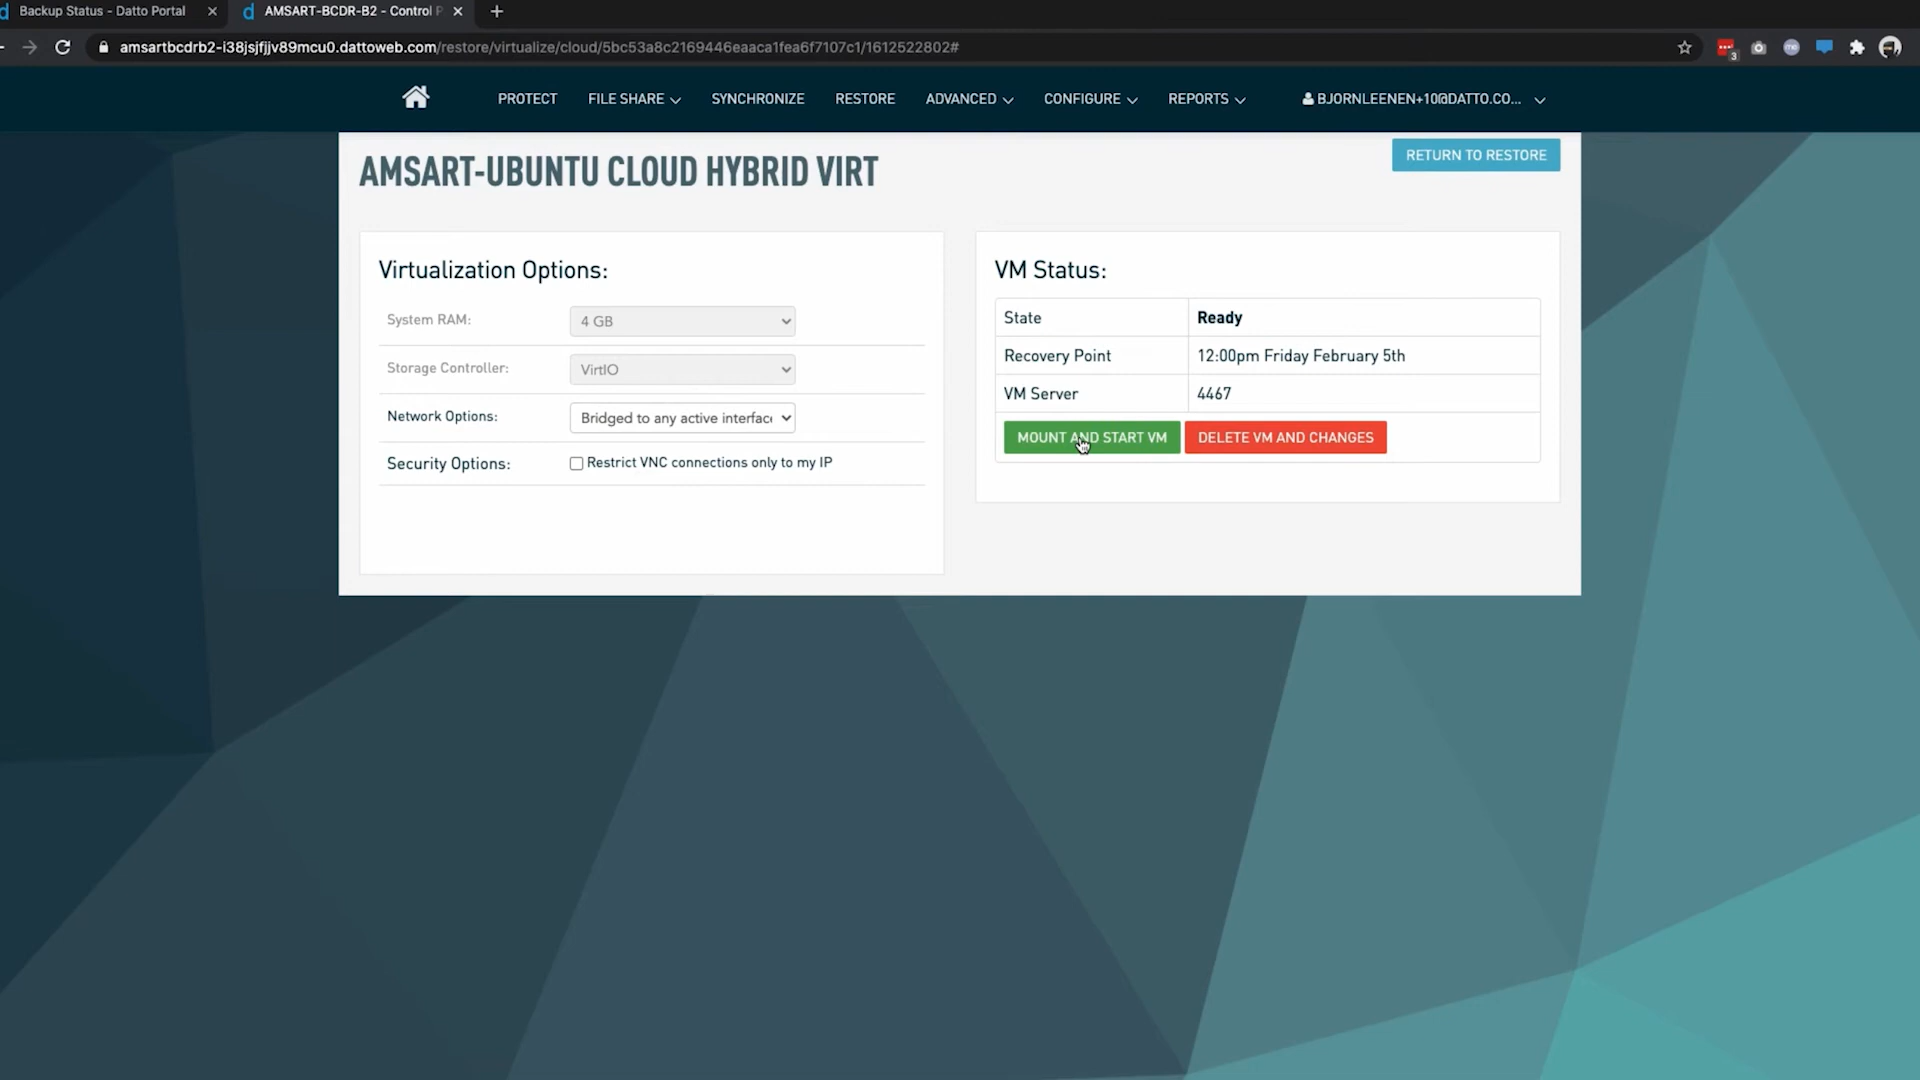 Backup Status - Datto Portal
AMSART-BCDR-B2 - Control P
amsartbcdrb2-i38jsjfjjv89mcu0.dattoweb.com/restore/virtualize/cloud/5bc53a8c2169446eaaca1fea6f7107c1/1612522802#
3
PROTECT FILE SHARE SYNCHRONIZE RESTORE ADVANCED CONFIGURE REPORTS BJORNLEENEN+10@DATTO.CO...
AMSART-UBUNTU CLOUD HYBRID VIRT
RETURN TO RESTORE
Virtualization Options:
System RAM: 4 GB
Storage Controller: VirtIO
Network Options: Bridged to any active interfac
Security Options: Restrict VNC connections only to my IP
VM Status:
State Ready
Recovery Point 12:00pm Friday February 5th
VM Server 4467
MOUNT AND START VM DELETE VM AND CHANGES